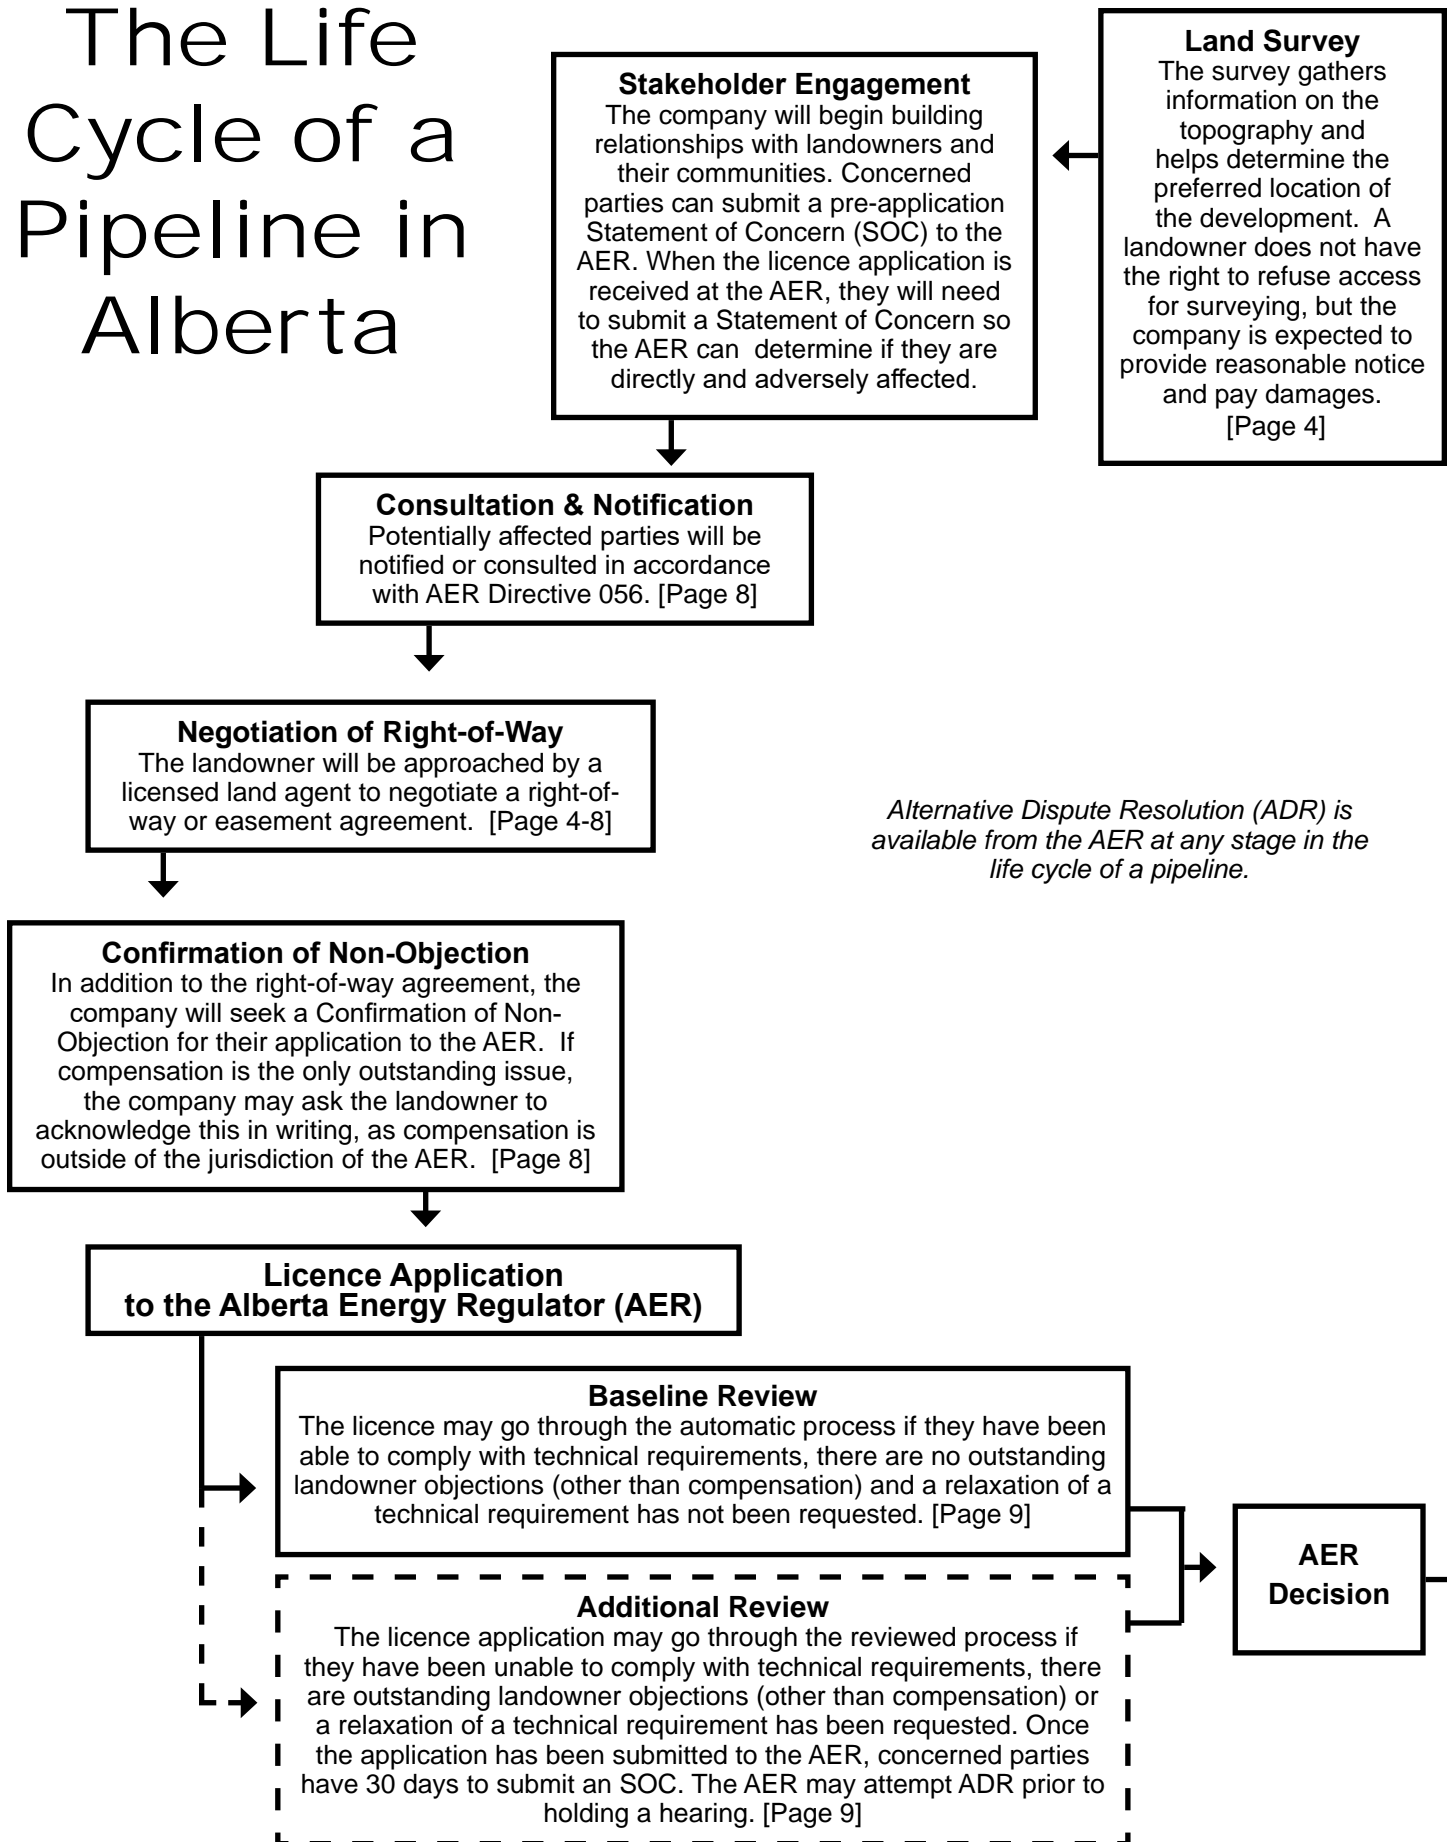 The Life
Cycle of a
Pipeline in
Alberta
Land Survey
The survey gathers
information on the
topography and
helps determine the
preferred location of
the development. A
landowner does not have
the right to refuse access
for surveying, but the
company is expected to
provide reasonable notice
and pay damages.
[Page 4]
Stakeholder Engagement
The company will begin building
relationships with landowners and
their communities. Concerned
parties can submit a pre-application
Statement of Concern (SOC) to the
AER. When the licence application is
received at the AER, they will need
to submit a Statement of Concern so
the AER can determine if they are
directly and adversely affected.
Consultation & Notification
Potentially affected parties will be
notified or consulted in accordance
with AER Directive 056. [Page 8]
Negotiation of Right-of-Way
The landowner will be approached by a
licensed land agent to negotiate a right-of-
way or easement agreement. [Page 4-8]
Alternative Dispute Resolution (ADR) is
available from the AER at any stage in the
life cycle of a pipeline.
Confirmation of Non-Objection
In addition to the right-of-way agreement, the
company will seek a Confirmation of Non-
Objection for their application to the AER. If
compensation is the only outstanding issue,
the company may ask the landowner to
acknowledge this in writing, as compensation is
outside of the jurisdiction of the AER. [Page 8]
Licence Application
to the Alberta Energy Regulator (AER)
Baseline Review
The licence may go through the automatic process if they have been
able to comply with technical requirements, there are no outstanding
landowner objections (other than compensation) and a relaxation of a
technical requirement has not been requested. [Page 9]
Additional Review
The licence application may go through the reviewed process if
they have been unable to comply with technical requirements, there
are outstanding landowner objections (other than compensation) or
a relaxation of a technical requirement has been requested. Once
the application has been submitted to the AER, concerned parties
have 30 days to submit an SOC. The AER may attempt ADR prior to
holding a hearing. [Page 9]
AER
Decision